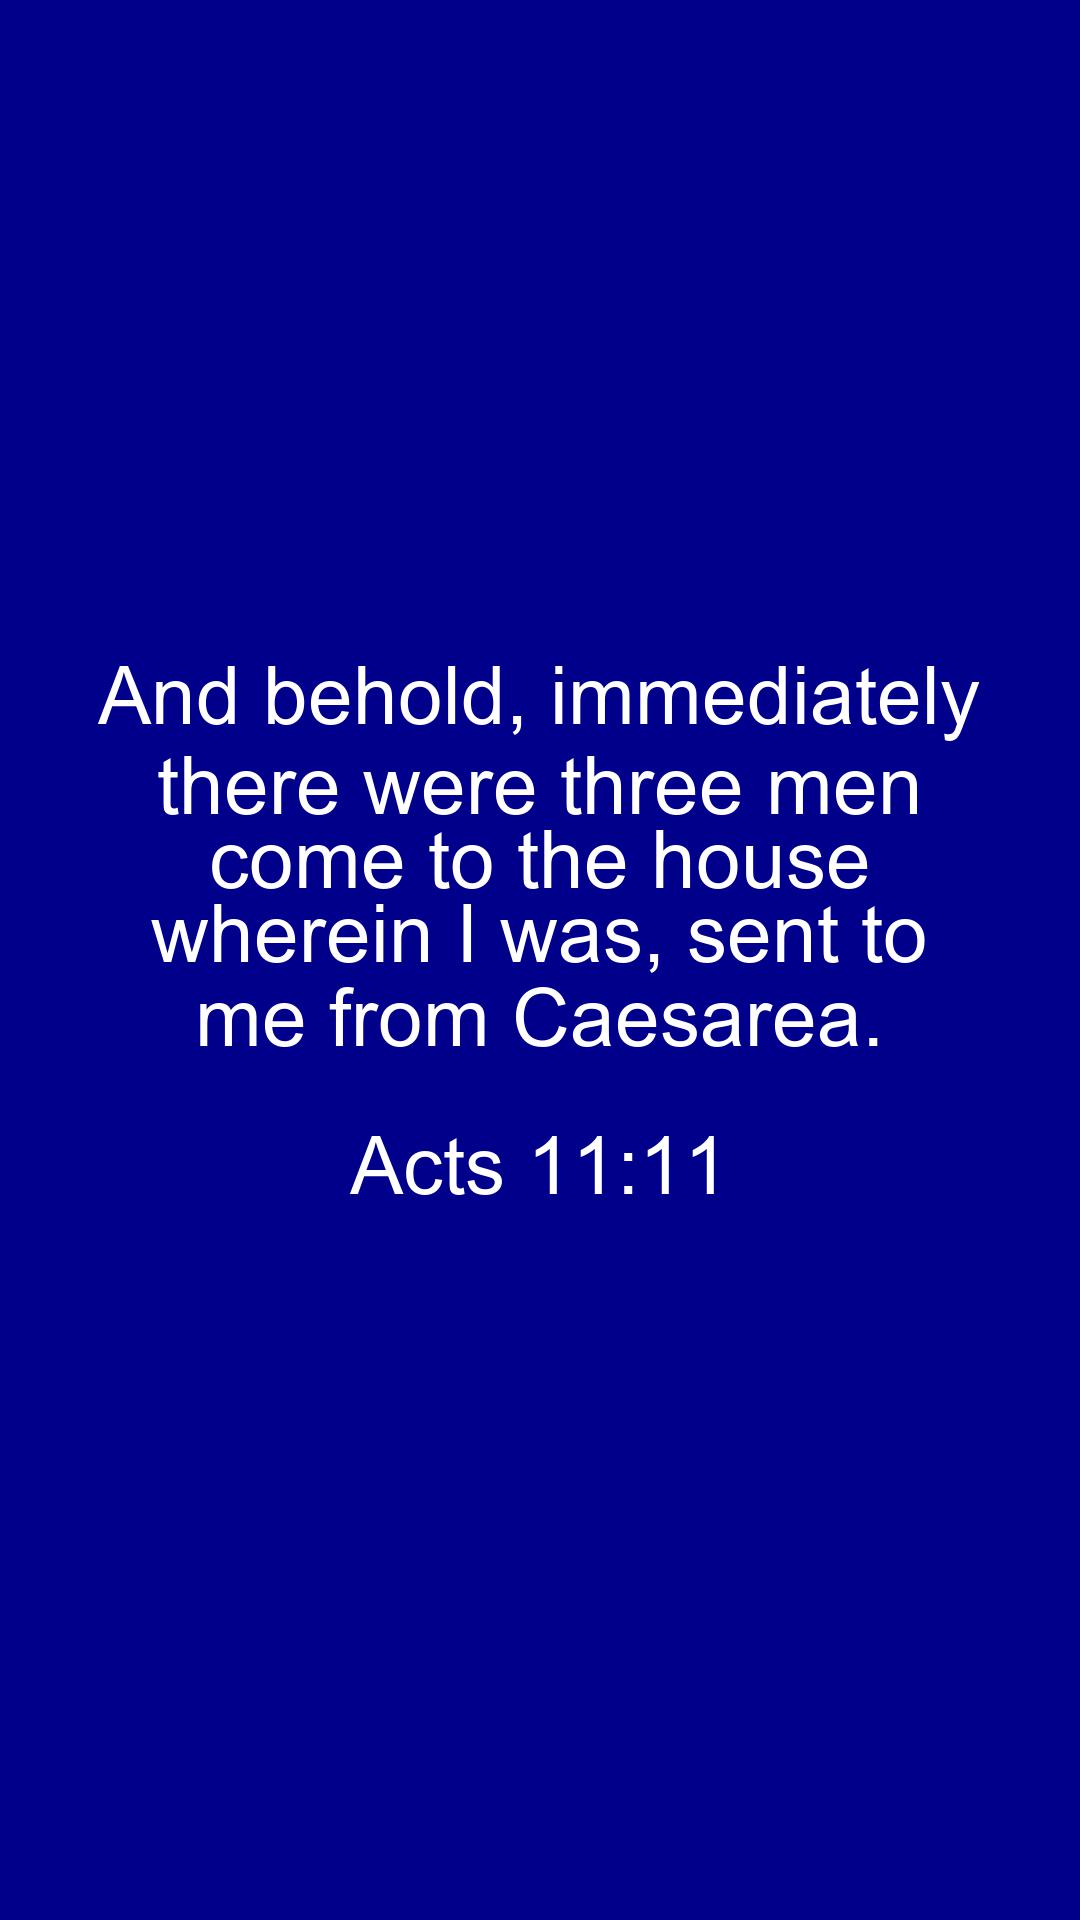 And behold, immediately
there were three men
come to the house
wherein I was, sent to
me from Caesarea.
Acts 11:11